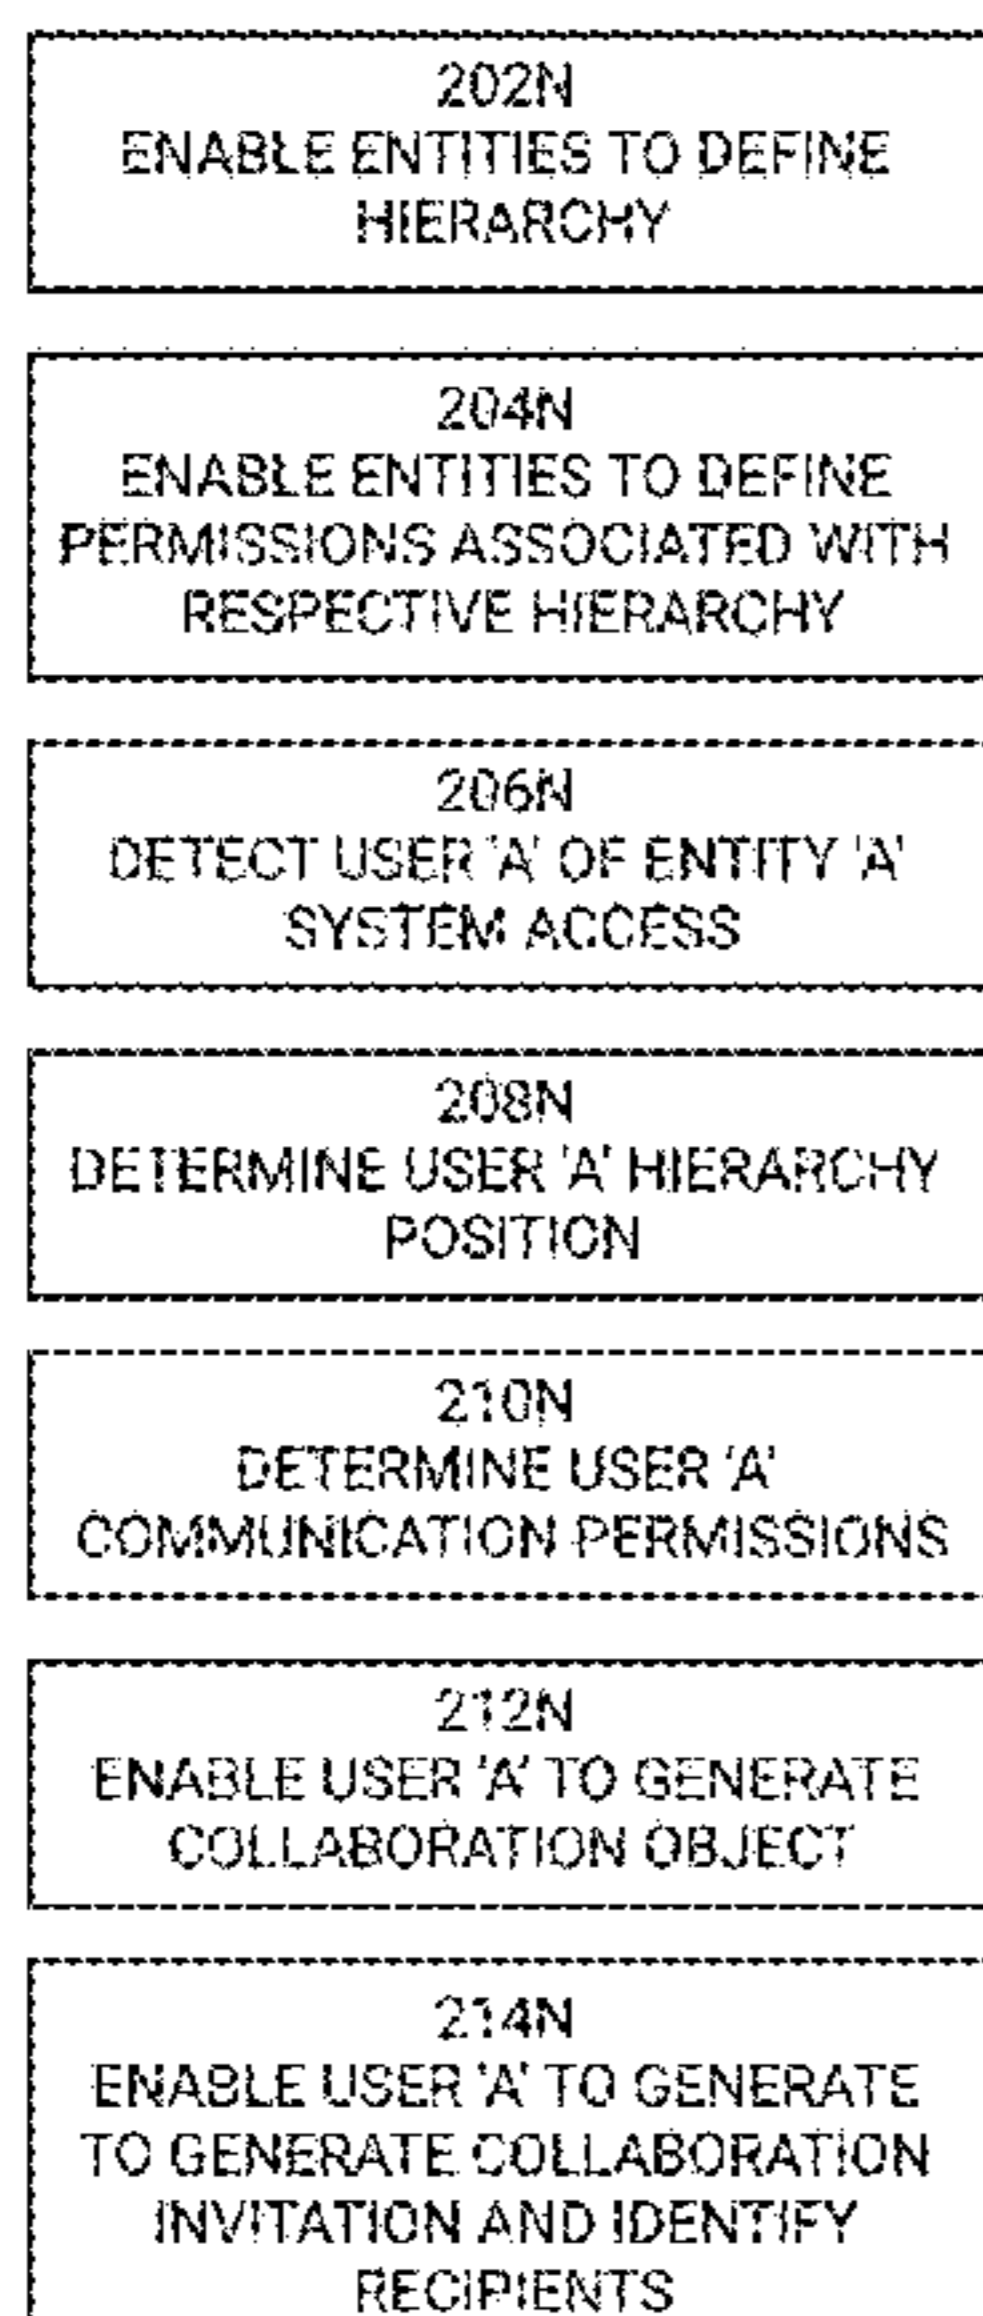 202N
ENABLE ENTITIES TO DEFINE
HIERARCHY
204N
ENABLE ENTITIES TO DEFINE
PERMISSIONS ASSOCIATED WITH
RESPECTIVE HIERARCHY
206N
DETECT USER 'A' OF ENTITY 'A'
SYSTEM ACCESS
208N
DETERMINE USER 'A' HIERARCHY
POSITION
210N
DETERMINE USER 'A'
COMMUNICATION PERMISSIONS
212N
ENABLE USER 'A' TO GENERATE
COLLABORATION OBJECT
214N
ENABLE USER 'A' TO GENERATE
TO GENERATE COLLABORATION
INVITATION AND IDENTIFY
RECIPIENTS